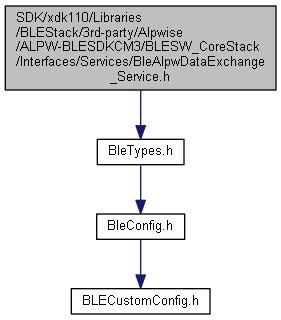 SDK/xdk110/Libraries
/BLEStack/3rd-party/Alpwise
/ALPW-BLESDKCM3/BLESW_CoreStack
/Interfaces/Services/BleAlpwDataExchange
_Service.h
BleTypes.h
BleConfig.h
BLECustomConfig.h